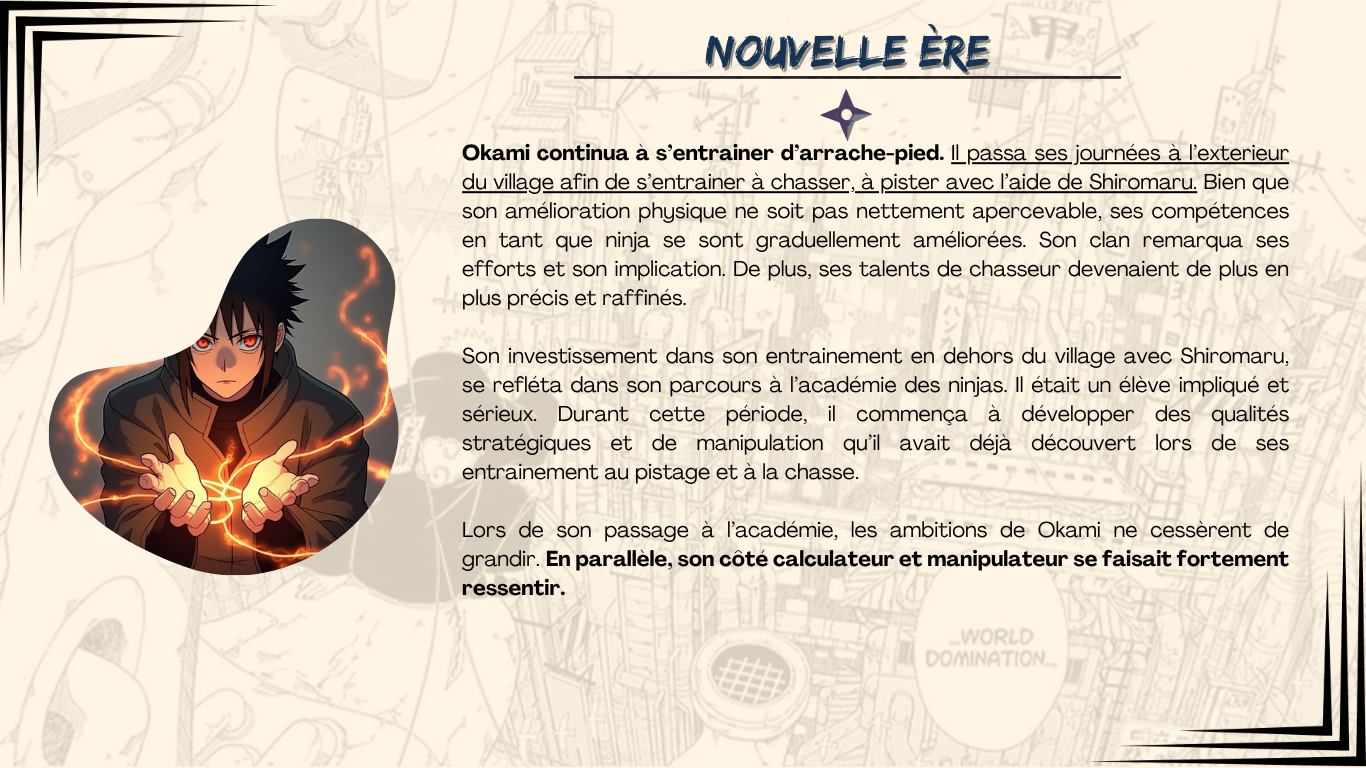 NOUVELLE ÈRE
Okami continua à s’entrainer d’arrache-pied. Il passa ses journées à l’exterieur
du village afin de s’entrainer à chasser, à pister avec l’aide de Shiromaru. Bien que
son amélioration physique ne soit pas nettement apercevable, ses compétences
en tant que ninja se sont graduellement améliorées. Son clan remarqua ses
efforts et son implication. De plus, ses talents de chasseur devenaient de plus en
plus précis et raffinés.
Son investissement dans son entrainement en dehors du village avec Shiromaru,
se refléta dans son parcours à l’académie des ninjas. Il était un élève impliqué et
sérieux. Durant cette période, il commença à développer des qualités
stratégiques et de manipulation qu’il avait déjà découvert lors de ses
entrainement au pistage et à la chasse.
Lors de son passage à l’académie, les ambitions de Okami ne cessèrent de
grandir. En parallèle, son côté calculateur et manipulateur se faisait fortement
ressentir.
...WORLD
DOMINATION...